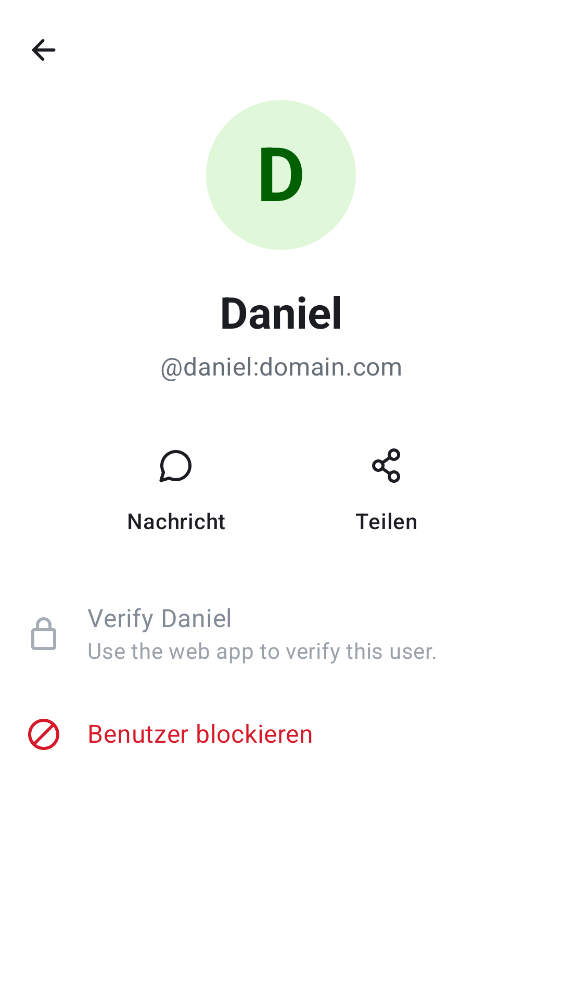 D
Daniel
@daniel:domain.com
Nachricht
Teilen
Verify Daniel
Use the web app to verify this user.
Benutzer blockieren